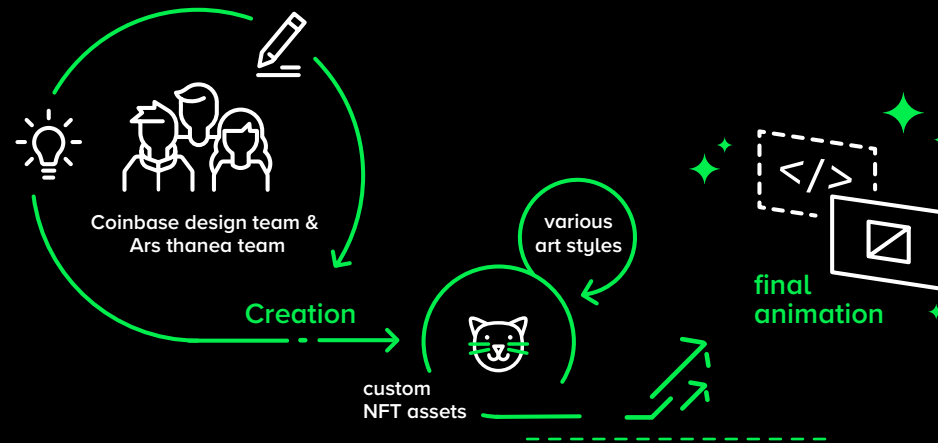 Coinbase design team &
Ars thanea team
Creation
various
art styles
custom
NFT assets
</>
final
animation